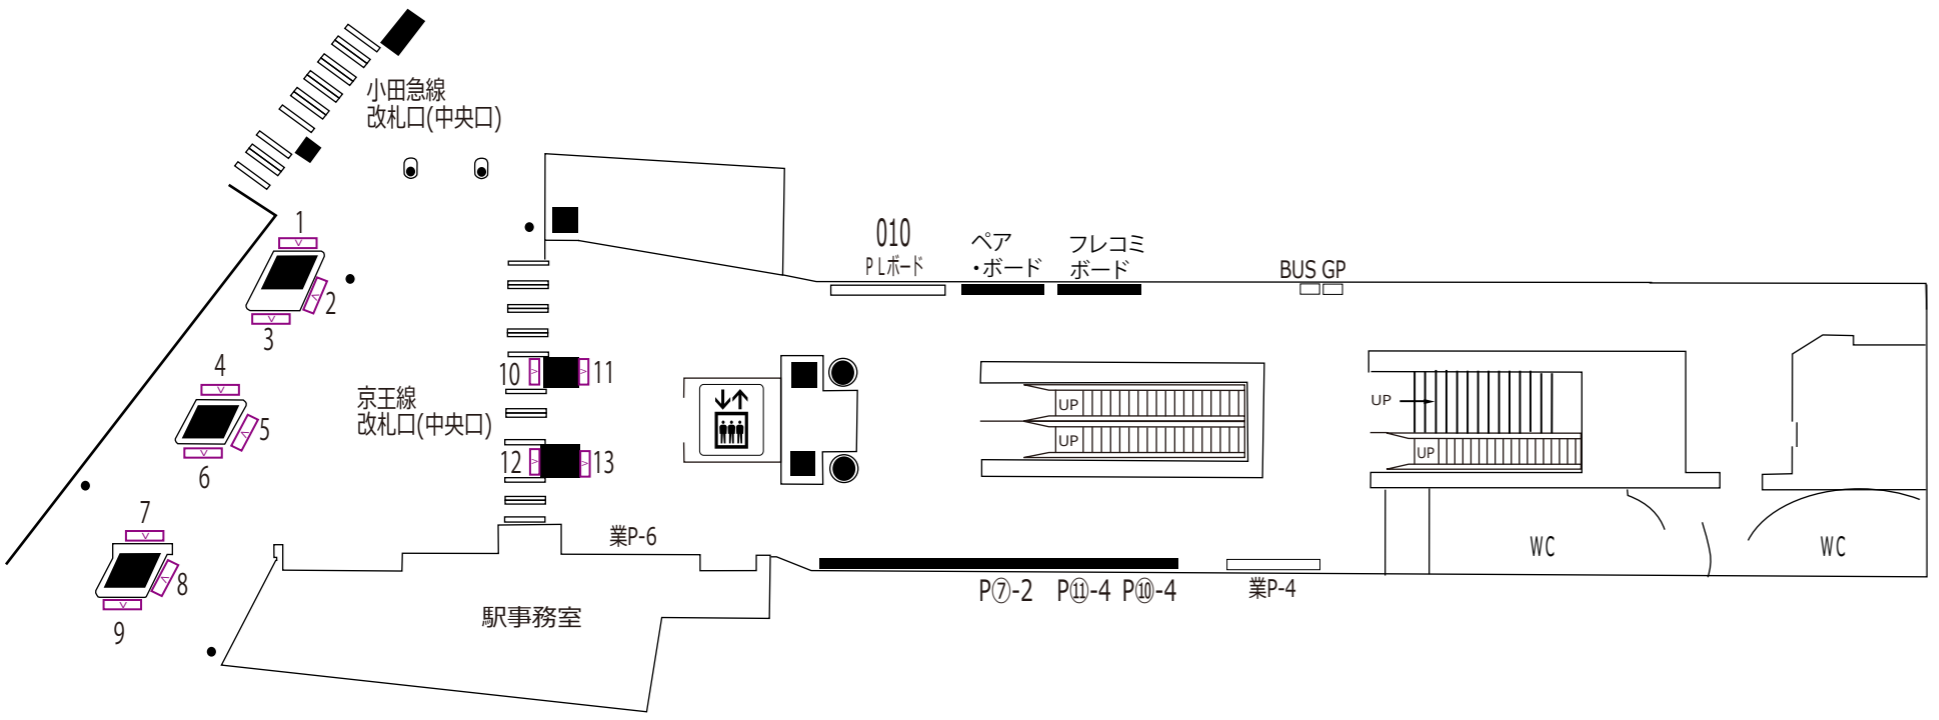 小田急線
改札口(中央口)
1
2
3
4
5
6
7
8
9
京王線
改札口(中央口)
10
11
12
13
010
PLボード
ペア
・ボード
フレコミ
ボード
BUS GP
UP
UP
UP
UP
業P-6
駅事務室
P⑦-2
P⑪-4
P⑩-4
業P-4
WC
WC